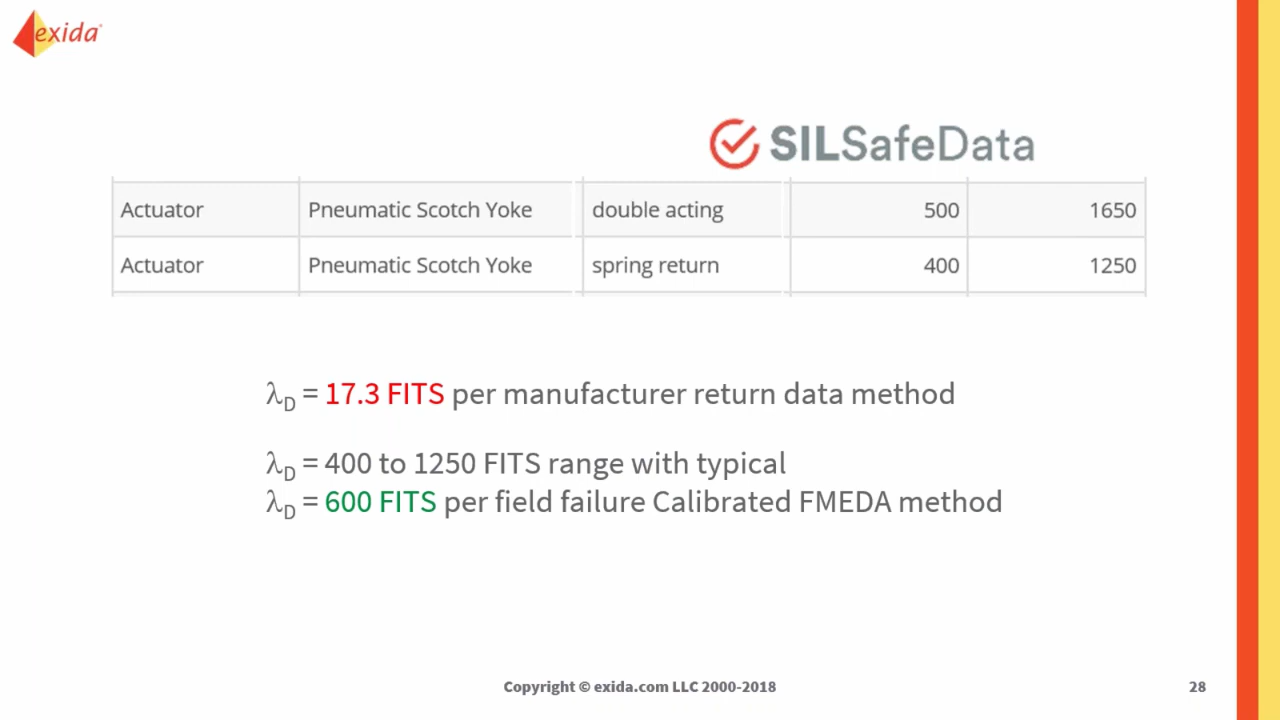 exida
SILSafeData
Actuator Pneumatic Scotch Yoke double acting 500 1650
Actuator Pneumatic Scotch Yoke spring return 400 1250
λD = 17.3 FITS per manufacturer return data method
λD = 400 to 1250 FITS range with typical
λD = 600 FITS per field failure Calibrated FMEDA method
Copyright © exida.com LLC 2000-2018
28